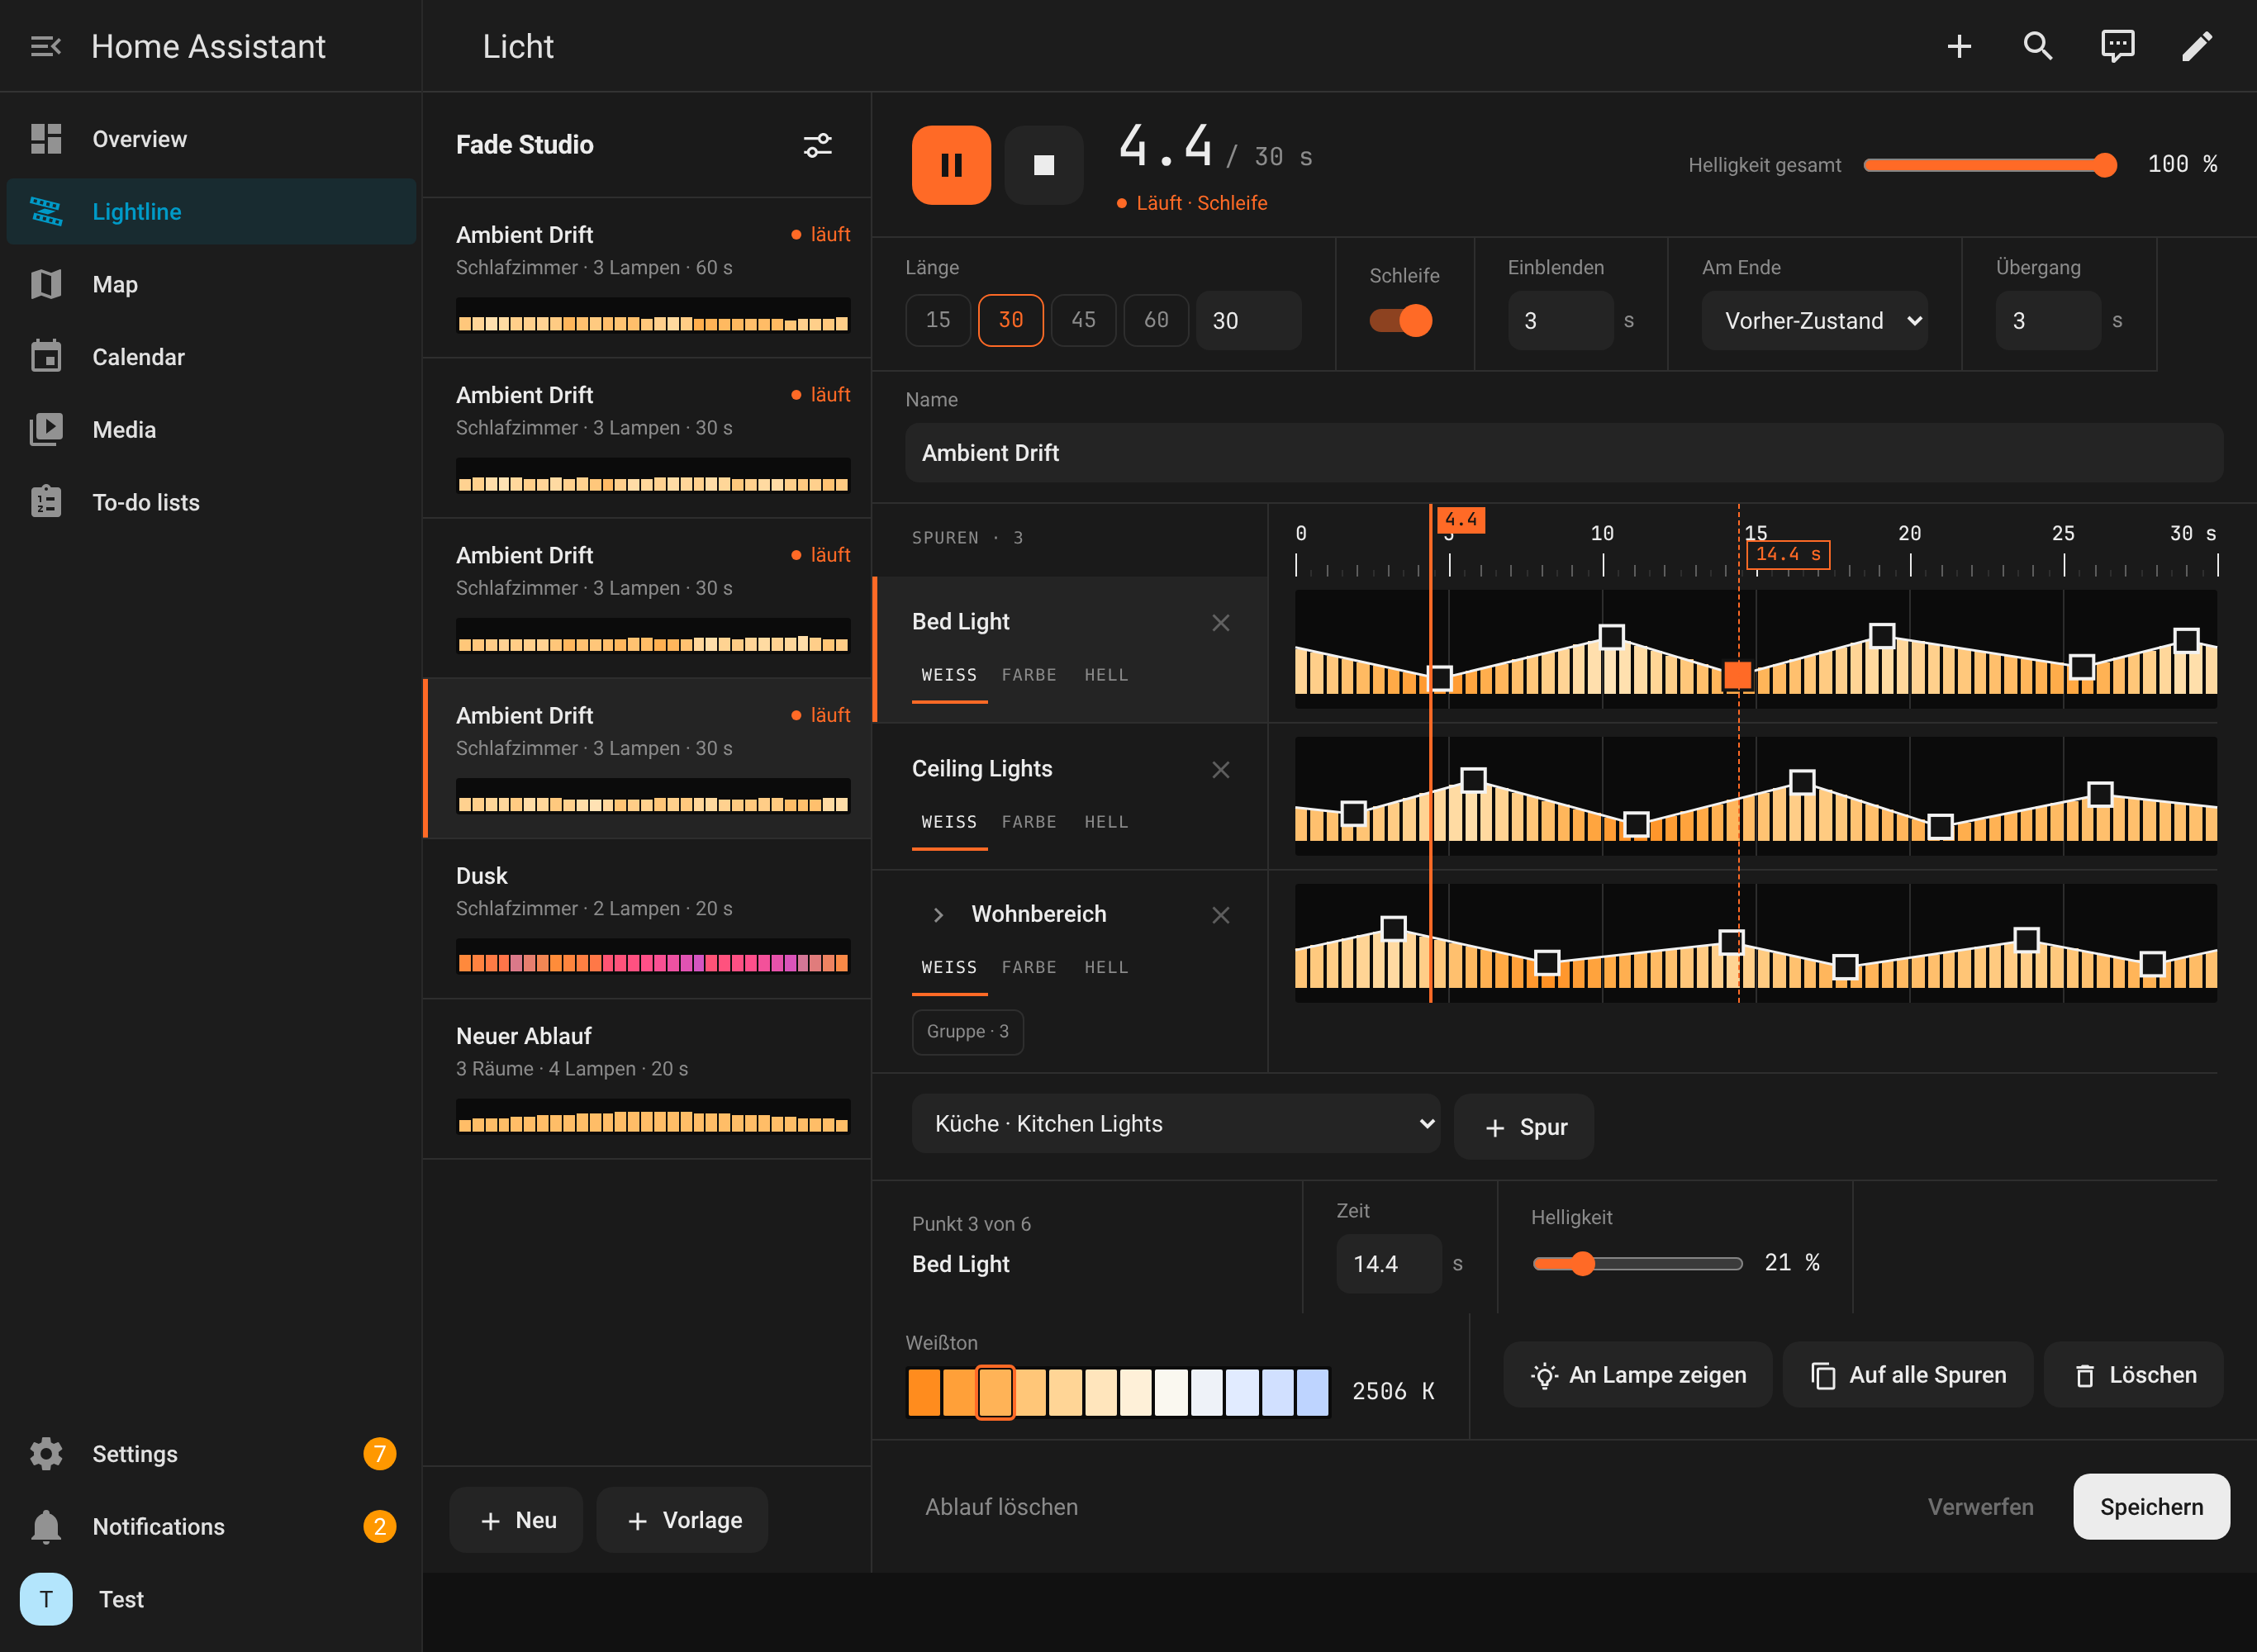 Home Assistant
Licht
Overview
Lightline
Map
Calendar
Media
To-do lists
Settings
7
Notifications
2
T
Test
Fade Studio
Ambient Drift
läuft
Schlafzimmer · 3 Lampen · 60 s
Ambient Drift
läuft
Schlafzimmer · 3 Lampen · 30 s
Ambient Drift
läuft
Schlafzimmer · 3 Lampen · 30 s
Ambient Drift
läuft
Schlafzimmer · 3 Lampen · 30 s
Dusk
Schlafzimmer · 2 Lampen · 20 s
Neuer Ablauf
3 Räume · 4 Lampen · 20 s
+ Neu
+ Vorlage
4.4 / 30 s
Läuft · Schleife
Helligkeit gesamt
100 %
Länge
15 30 45 60 30
Schleife
Einblenden
3 s
Am Ende
Vorher-Zustand
Übergang
3 s
Name
Ambient Drift
SPUREN · 3
4.4
0 5 10 15 20 25 30 s
14.4 s
Bed Light
WEISS FARBE HELL
Ceiling Lights
WEISS FARBE HELL
Wohnbereich
WEISS FARBE HELL
Gruppe · 3
Küche · Kitchen Lights
+ Spur
Punkt 3 von 6
Bed Light
Zeit
14.4 s
Helligkeit
21 %
Weißton
2506 K
An Lampe zeigen
Auf alle Spuren
Löschen
Ablauf löschen
Verwerfen
Speichern